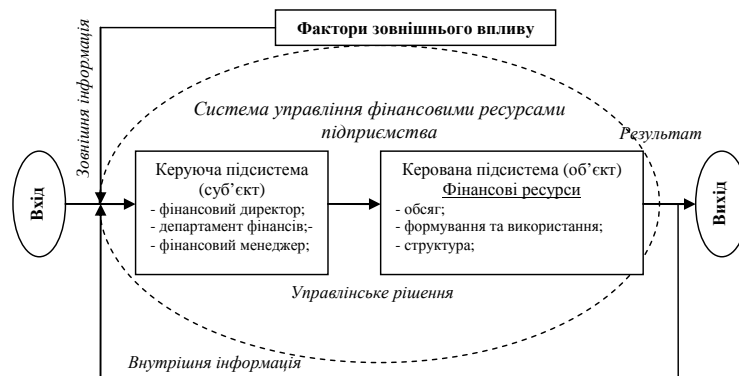 Фактори зовнішнього впливу
Зовнішня інформація
Система управління фінансовими ресурсами
підприємства
Результат
Вхід
Керуюча підсистема
(суб’єкт)
- фінансовий директор;
- департамент фінансів;-
- фінансовий менеджер;
Керована підсистема (об’єкт)
Фінансові ресурси
- обсяг;
- формування та використання;
- структура;
Вихід
Управлінське рішення
Внутрішня інформація